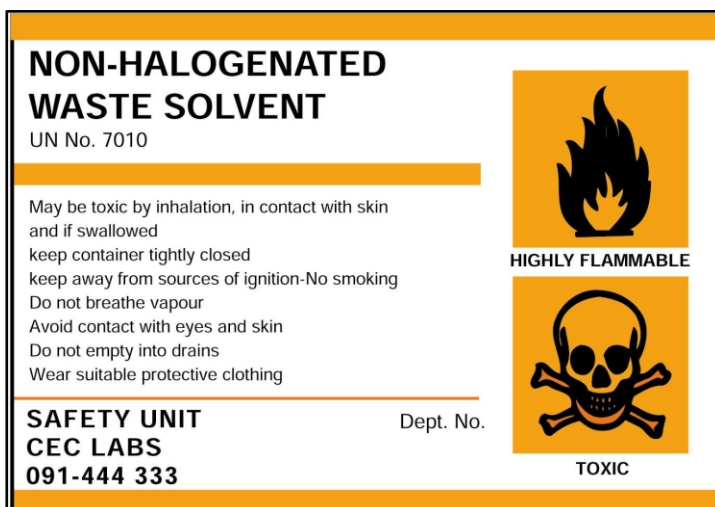 NON-HALOGENATED
WASTE SOLVENT
UN No. 7010
May be toxic by inhalation, in contact with skin
and if swallowed
keep container tightly closed
keep away from sources of ignition-No smoking
Do not breathe vapour
Avoid contact with eyes and skin
Do not empty into drains
Wear suitable protective clothing
SAFETY UNIT
CEC LABS
091-444 333
Dept. No.
HIGHLY FLAMMABLE
TOXIC